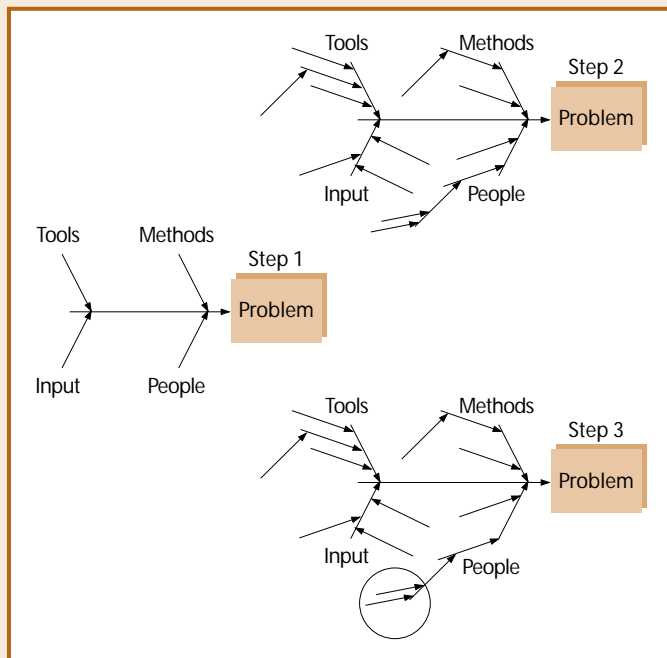 Tools
Methods
Step 2
Problem
Input
People
Tools
Methods
Step 1
Problem
Input
People
Tools
Methods
Step 3
Problem
Input
People